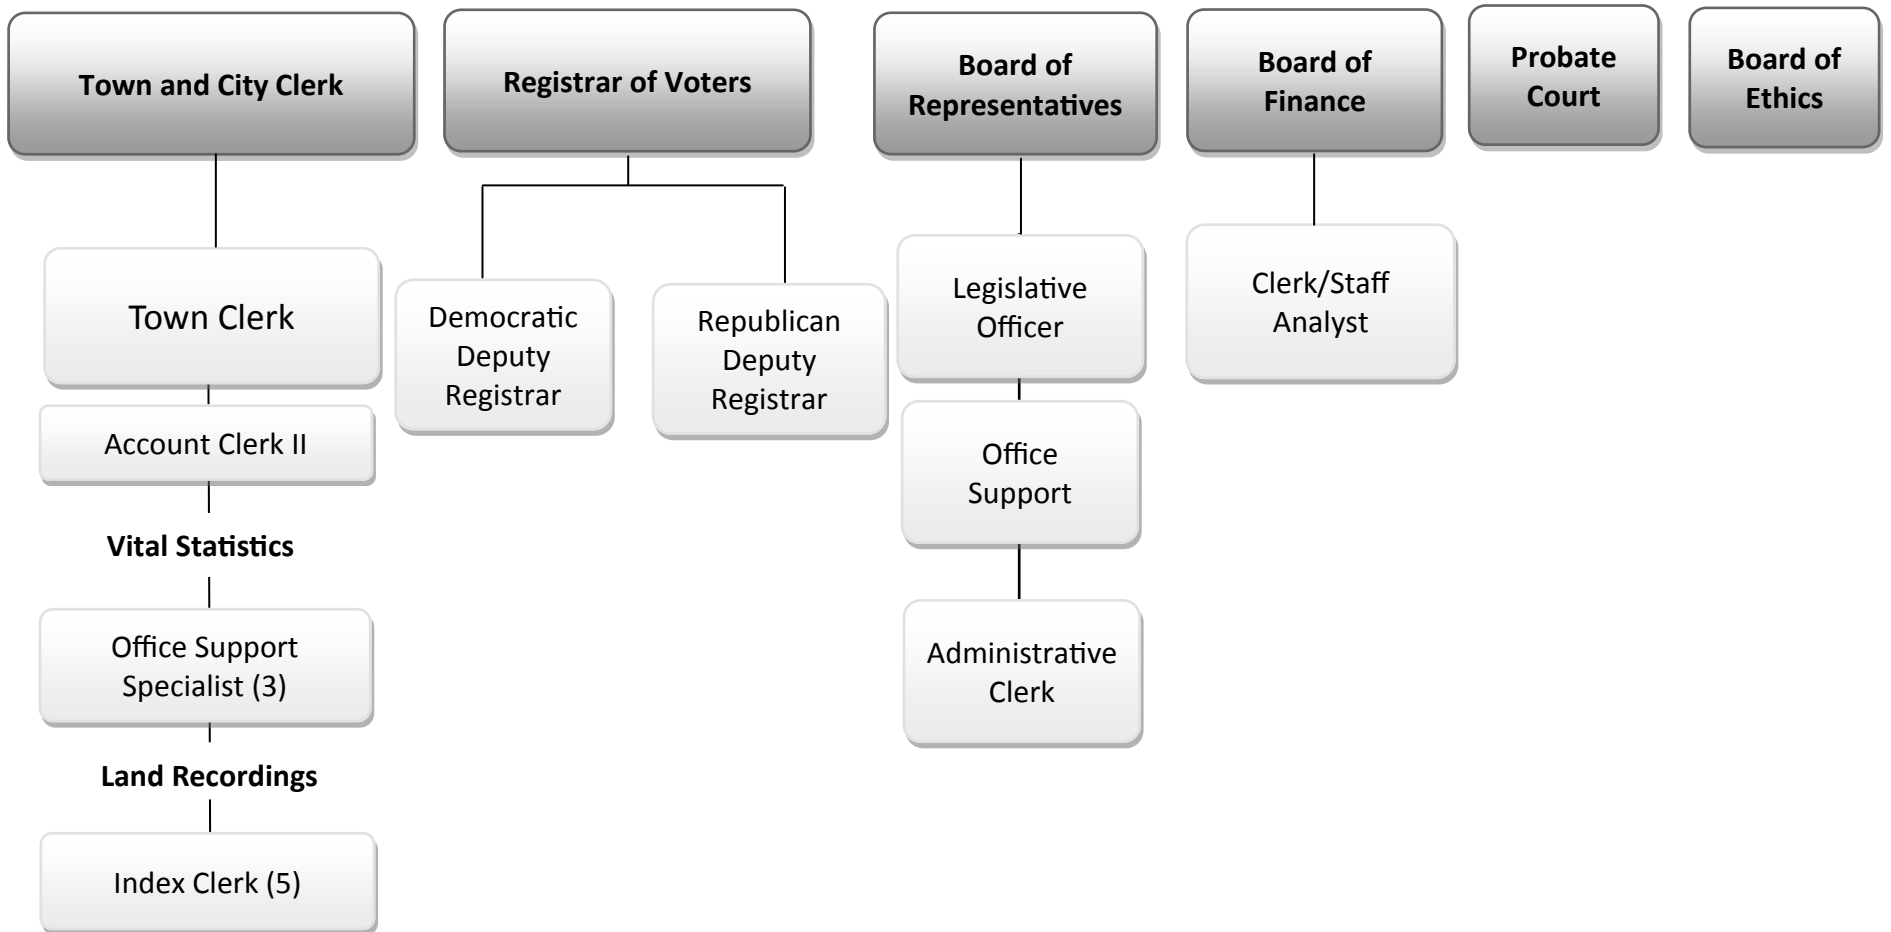 Town and City Clerk
Registrar of Voters
Board of
Representatives
Board of
Finance
Probate
Court
Board of
Ethics
Town Clerk
Account Clerk II
Vital Statistics
Office Support
Specialist (3)
Land Recordings
Index Clerk (5)
Democratic
Deputy
Registrar
Republican
Deputy
Registrar
Legislative
Officer
Office
Support
Administrative
Clerk
Clerk/Staff
Analyst